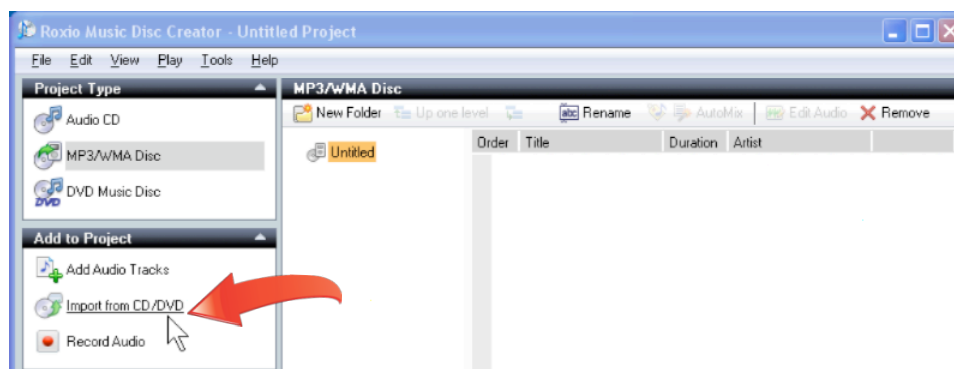 Roxio Music Disc Creator - Untitled Project
File Edit View Play Tools Help
Project Type
Audio CD
MP3/WMA Disc
DVD Music Disc
Add to Project
Add Audio Tracks
Import from CD/DVD
Record Audio
MP3/WMA Disc
New Folder Up one level abc Rename AutoMix Edit Audio Remove
Untitled
Order Title Duration Artist